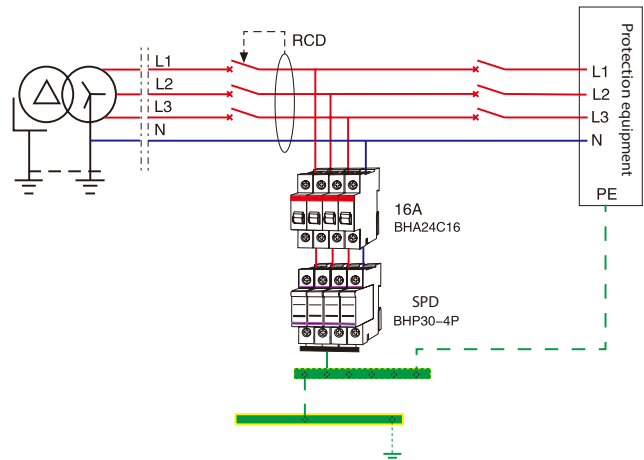 RCD
L1
L2
L3
N
L1
L2
L3
N
PE
Protection equipment
16A
BHA24C16
SPD
BHP30-4P